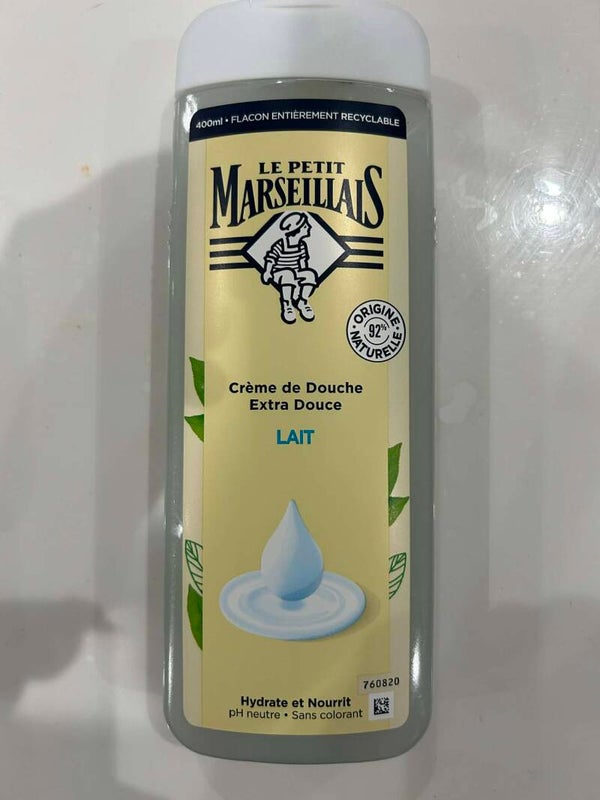 400ml • FLACON ENTIÈREMENT RECYCLABLE
LE PETIT
MARSEILLAIS
ORIGINE
92%
NATURELLE
Crème de Douche
Extra Douce
LAIT
760820
Hydrate et Nourrit
pH neutre • Sans colorant